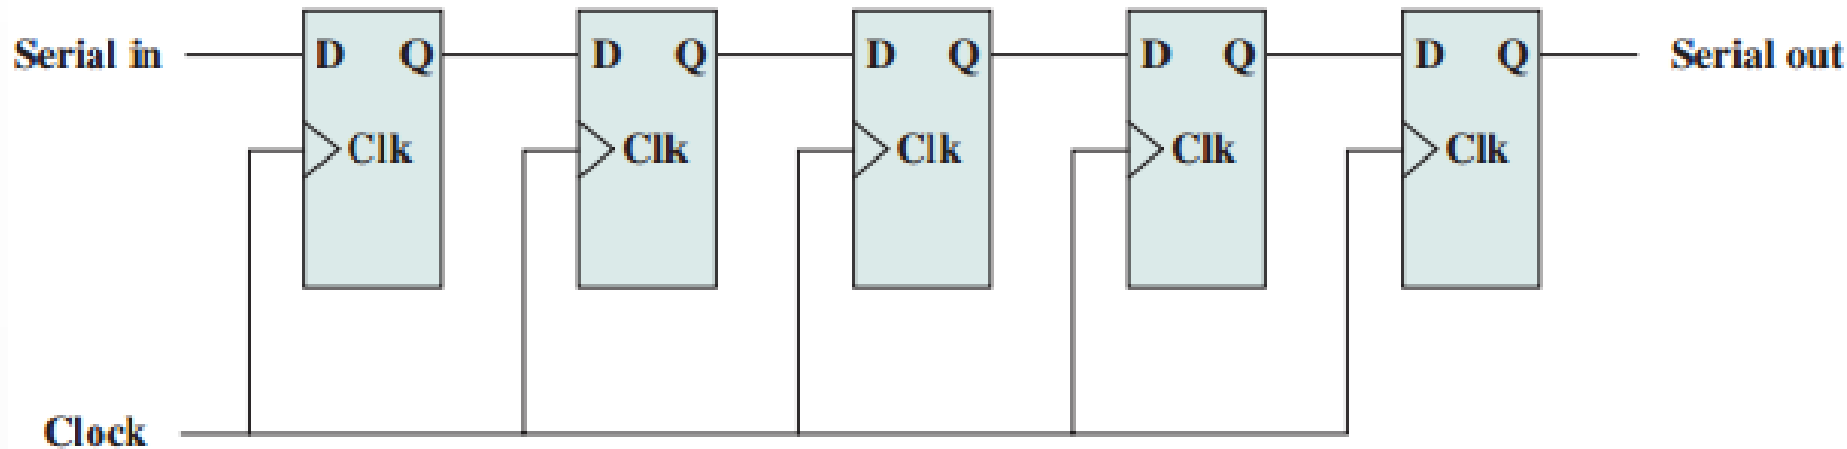 Serial in D Q D Q D Q D Q D Q Serial out
Clk Clk Clk Clk Clk
Clock